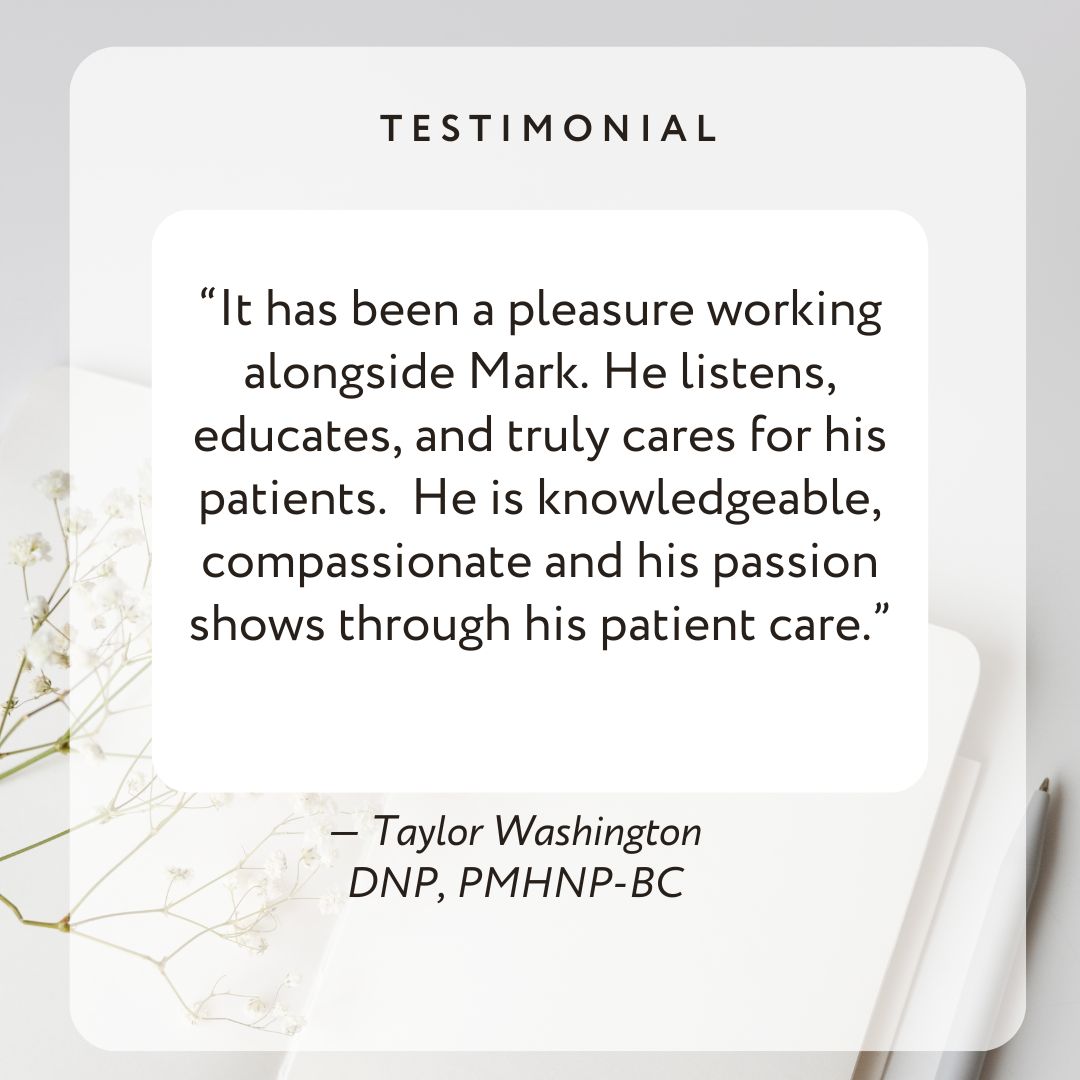 TESTIMONIAL
“It has been a pleasure working
alongside Mark. He listens,
educates, and truly cares for his
patients.  He is knowledgeable,
compassionate and his passion
shows through his patient care.”
– Taylor Washington
DNP, PMHNP-BC